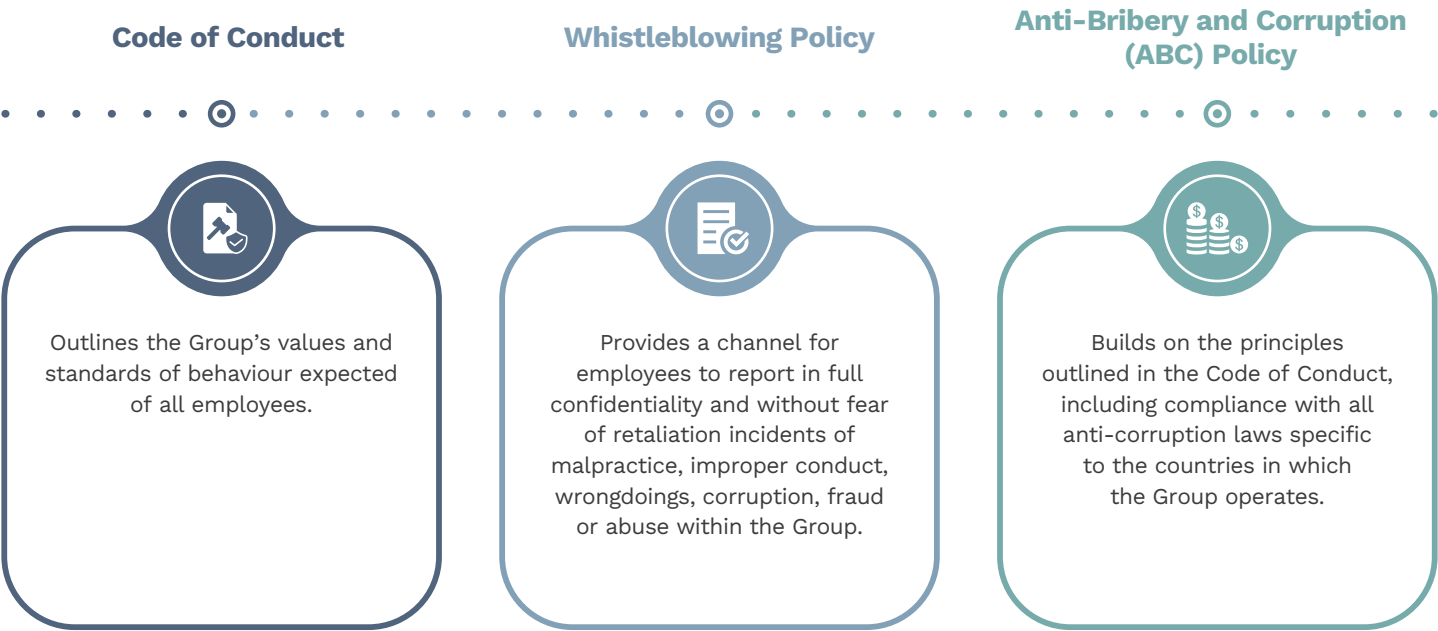 Code of Conduct
Whistleblowing Policy
Anti-Bribery and Corruption
(ABC) Policy
Outlines the Group’s values and
standards of behaviour expected
of all employees.
Provides a channel for
employees to report in full
confidentiality and without fear
of retaliation incidents of
malpractice, improper conduct,
wrongdoings, corruption, fraud
or abuse within the Group.
Builds on the principles
outlined in the Code of Conduct,
including compliance with all
anti-corruption laws specific
to the countries in which
the Group operates.